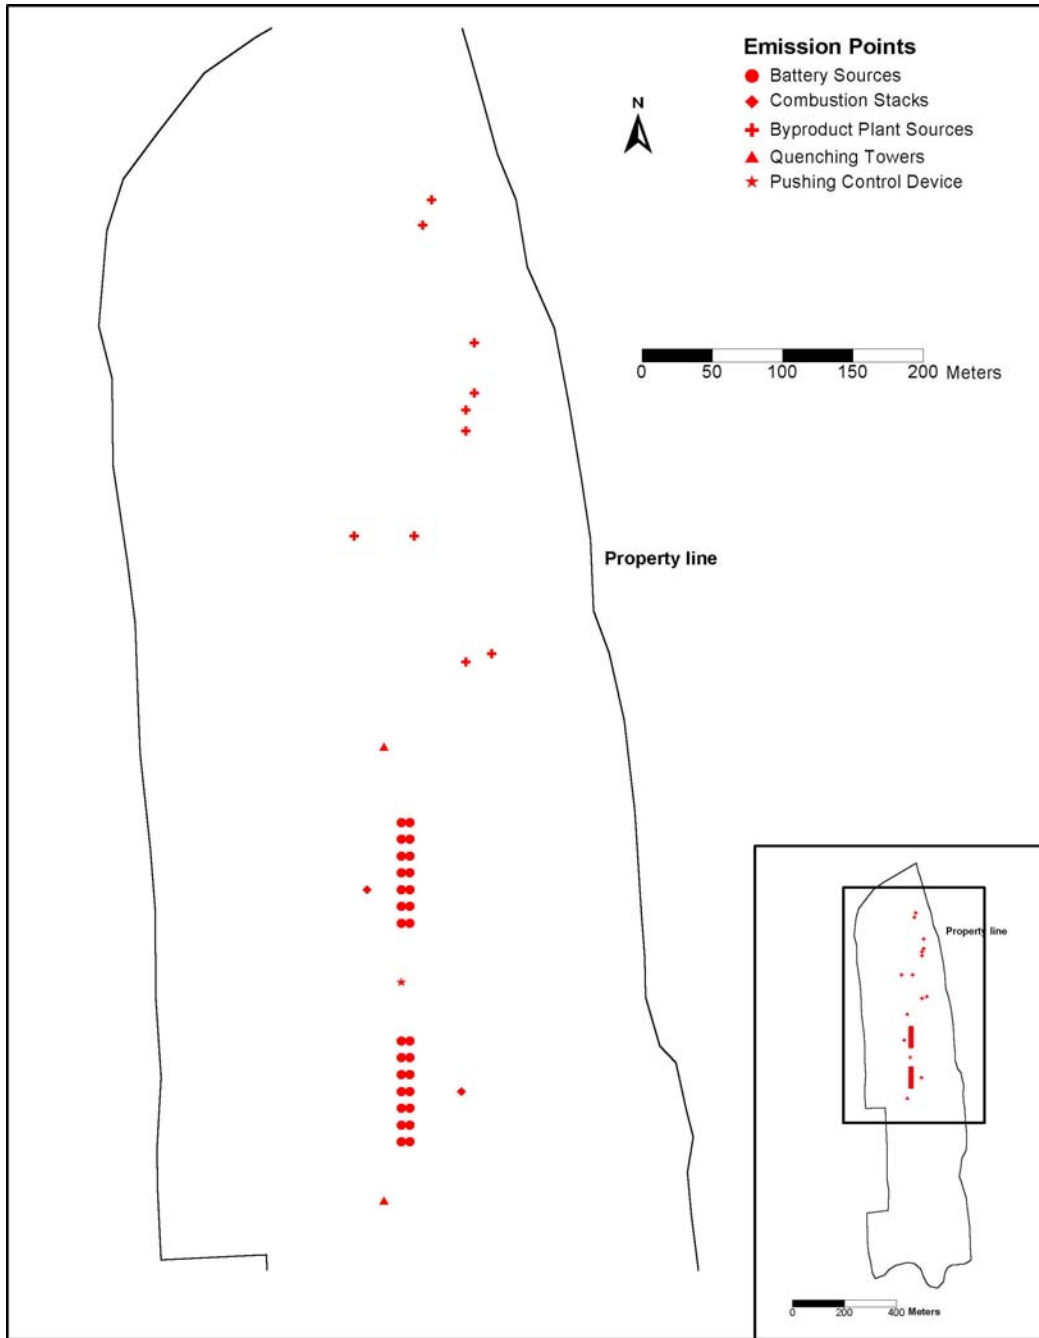 Emission Points
Battery Sources
Combustion Stacks
Byproduct Plant Sources
Quenching Towers
Pushing Control Device
N
0 50 100 150 200 Meters
Property line
Property line
0 200 400 Meters